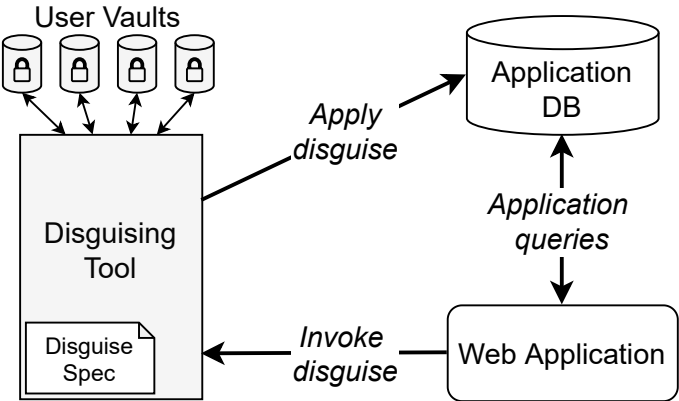 User Vaults
Application
DB
Apply
disguise
Application
queries
Disguising
Tool
Disguise
Spec
Invoke
disguise
Web Application